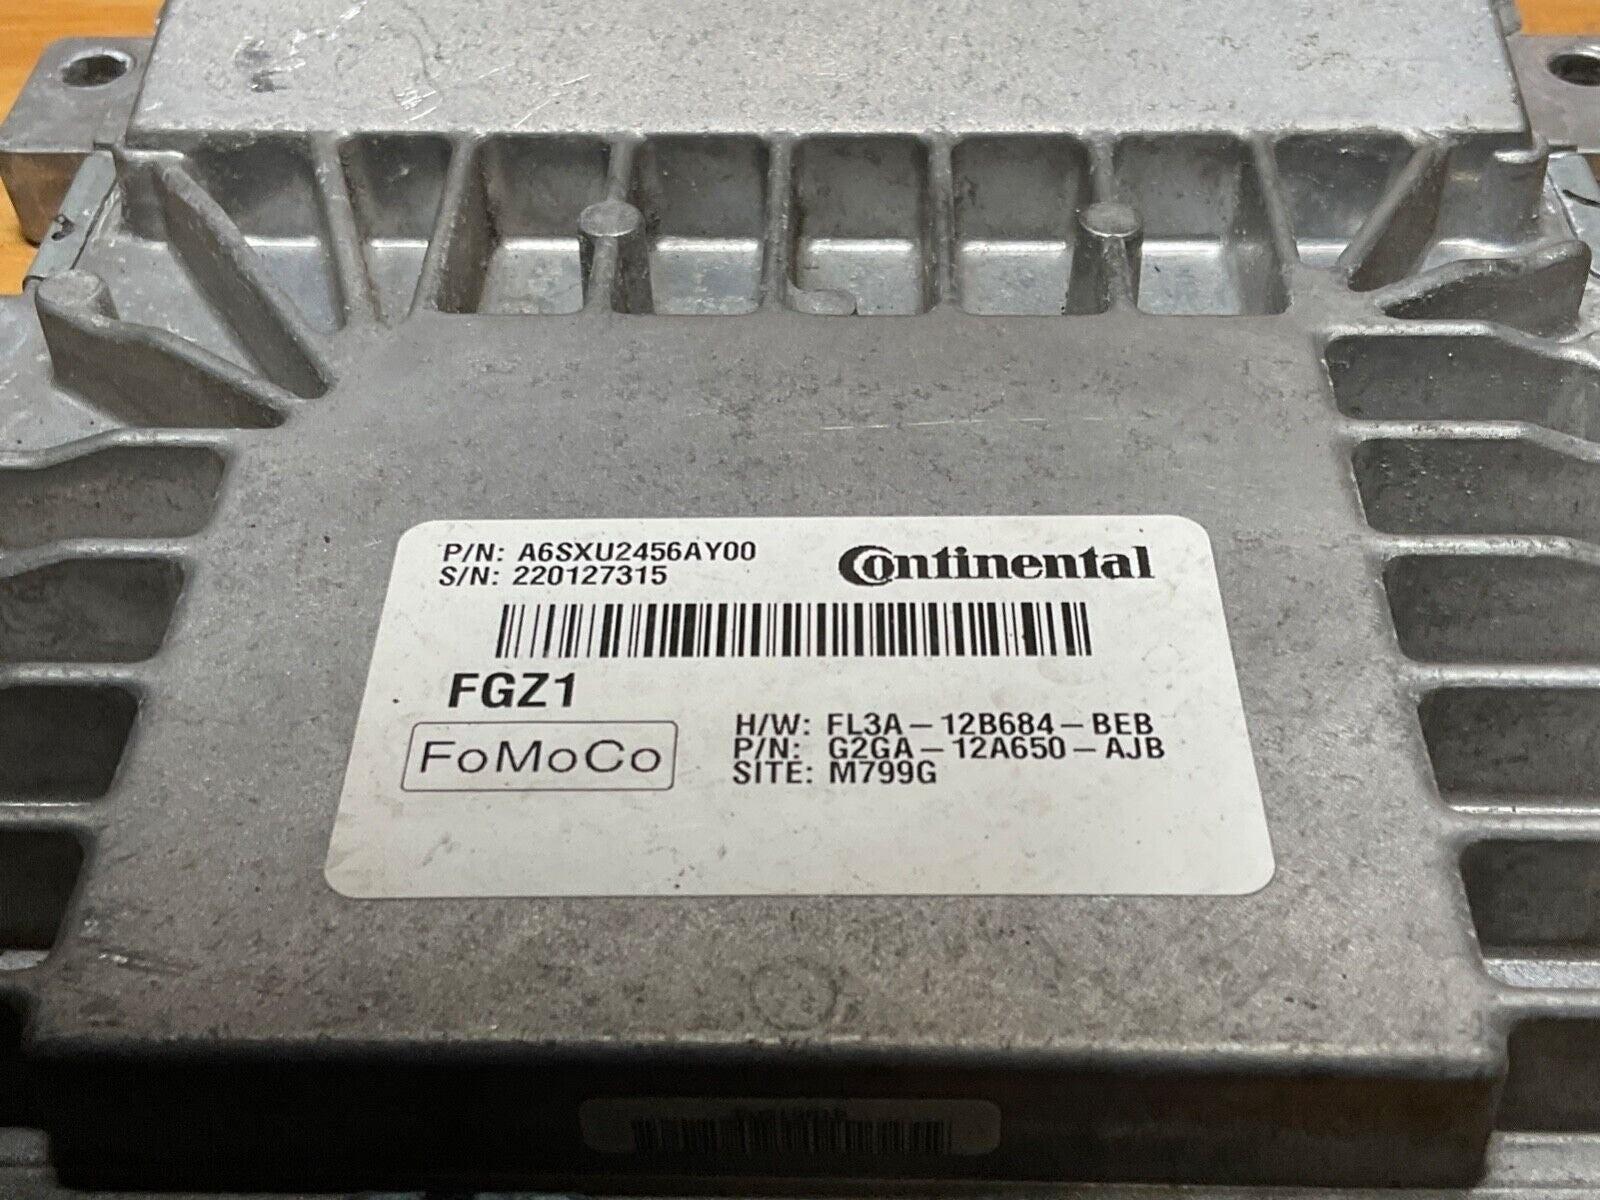 P/N: A6SXU2456AY00
S/N: 220127315
Continental
FGZ1
FoMoCo
H/W: FL3A-12B684-BEB
P/N: G2GA-12A650-AJB
SITE: M799G